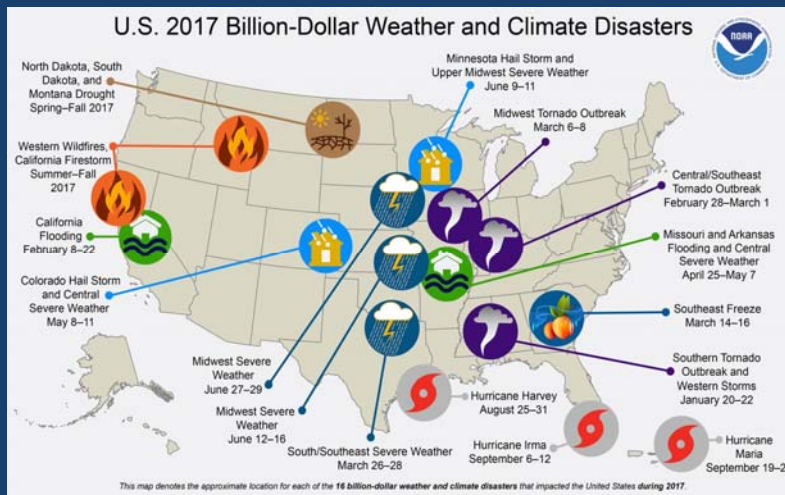 U.S. 2017 Billion-Dollar Weather and Climate Disasters
NOAA
North Dakota, South
Dakota, and
Montana Drought
Spring–Fall 2017
Minnesota Hail Storm and
Upper Midwest Severe Weather
June 9–11
Midwest Tornado Outbreak
March 6–8
Western Wildfires,
California Firestorm
Summer–Fall
2017
Central/Southeast
Tornado Outbreak
February 28–March 1
California
Flooding
February 8–22
Missouri and Arkansas
Flooding and Central
Severe Weather
April 25–May 7
Colorado Hail Storm
and Central
Severe Weather
May 8–11
Southeast Freeze
March 14–16
Midwest Severe
Weather
June 27–29
Southern Tornado
Outbreak and
Western Storms
January 20–22
Midwest Severe
Weather
June 12–16
Hurricane Harvey
August 25–31
South/Southeast Severe Weather
March 26–28
Hurricane Irma
September 6–12
Hurricane
Maria
September 19–2
This map denotes the approximate location for each of the 16 billion-dollar weather and climate disasters that impacted the United States during 2017.